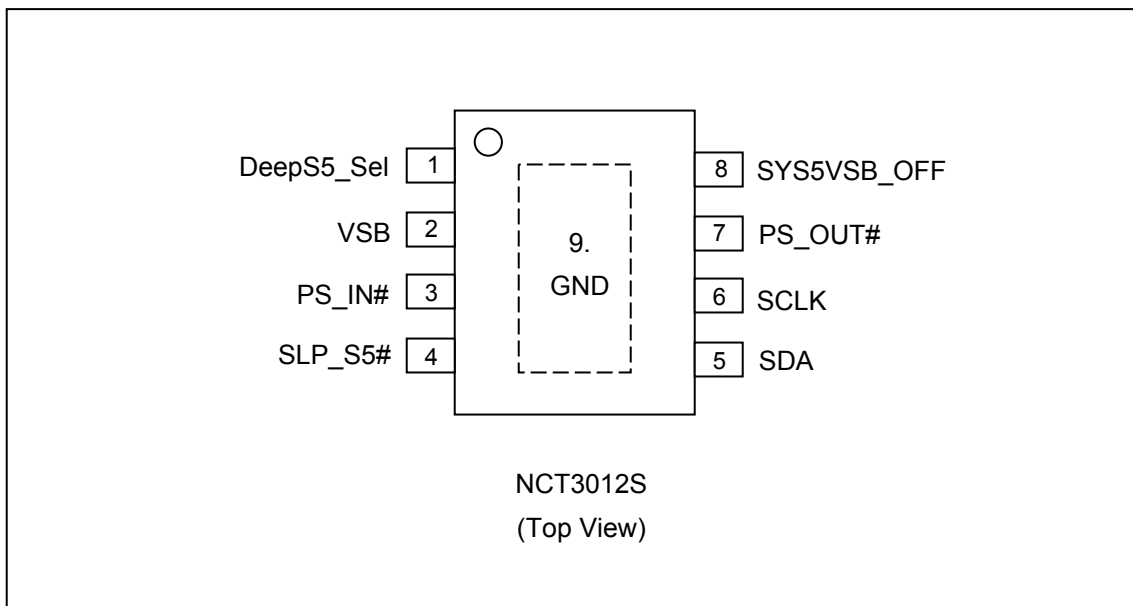 DeepS5_Sel 1
VSB 2
PS_IN# 3
SLP_S5# 4
9.
GND
8 SYS5VSB_OFF
7 PS_OUT#
6 SCLK
5 SDA
NCT3012S
(Top View)